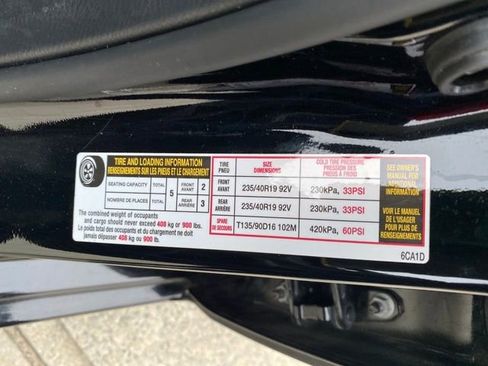 TIRE AND LOADING INFORMATION
RENSEIGNEMENTS SUR LES PNEUS ET LE CHARGEMENT
SEATING CAPACITY TOTAL 5 FRONT AVANT 2
NOMBRE DE PLACES TOTAL REAR ARRIÈRE 3
The combined weight of occupants
and cargo should never exceed 408 kg or 900 lbs.
Le poids total des occupants et du chargement ne doit
jamais dépasser 408 kg ou 900 lb.
TIRE PNEU SIZE DIMENSIONS COLD TIRE PRESSURE PRESSION DES PNEUS À FROID
FRONT AVANT 235/40R19 92V 230kPa, 33PSI
REAR ARRIÈRE 235/40R19 92V 230kPa, 33PSI
SPARE DE SECOURS T135/90D16 102M 420kPa, 60PSI
SEE OWNER'S
MANUAL FOR
ADDITIONAL
INFORMATION
VOIR LE MANUEL
DE L'USAGER
POUR PLUS DE
RENSEIGNEMENTS
6CA1D